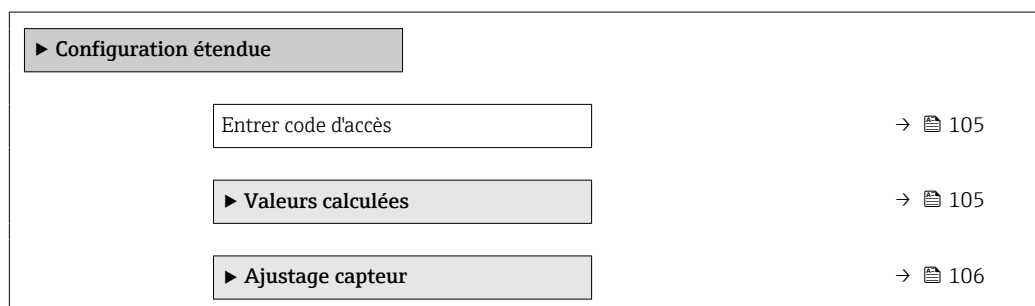 ▶ Configuration étendue
Entrer code d'accès → 105
▶ Valeurs calculées → 105
▶ Ajustage capteur → 106